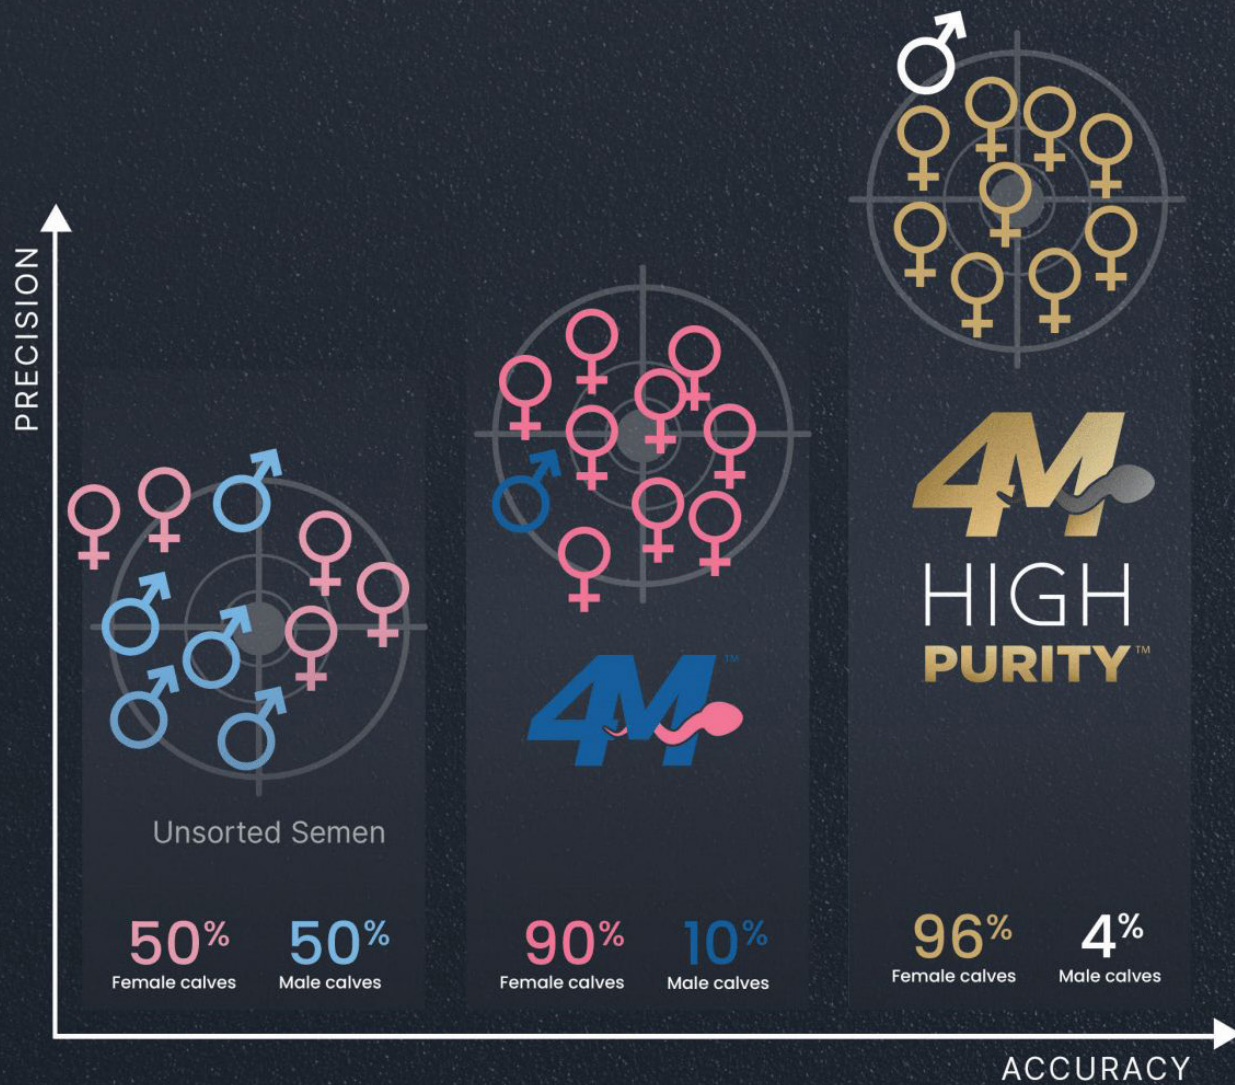 PRECISION
4M
HIGH
PURITY™
4M™
Unsorted Semen
50% 50%
Female calves Male calves
90% 10%
Female calves Male calves
96% 4%
Female calves Male calves
ACCURACY